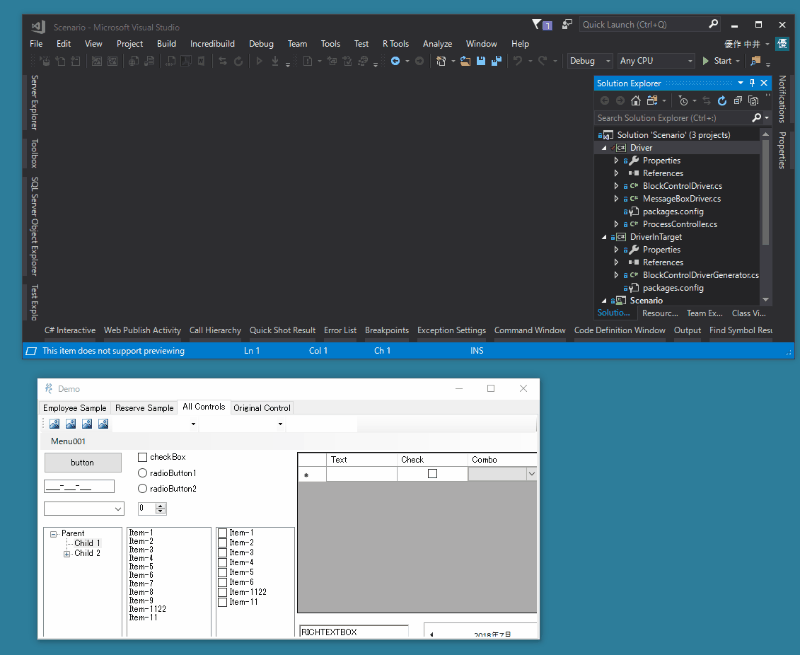 Scenario - Microsoft Visual Studio
1
Quick Launch (Ctrl+Q)
File Edit View Project Build Incredibuild Debug Team Tools Test R Tools Analyze Window Help
優作 中井
優
Debug Any CPU Start
Server Explorer
Toolbox
SQL Server Object Explorer
Test Explo
Solution Explorer
Search Solution Explorer (Ctrl+;)
Solution 'Scenario' (3 projects)
Driver
Properties
References
BlockControlDriver.cs
MessageBoxDriver.cs
packages.config
ProcessController.cs
DriverInTarget
Properties
References
BlockControlDriverGenerator.cs
packages.config
Scenario
Solutio... Resourc... Team Ex... Class Vi...
Notifications
Properties
C# Interactive Web Publish Activity Call Hierarchy Quick Shot Result Error List Breakpoints Exception Settings Command Window Code Definition Window Output Find Symbol Resu
This item does not support previewing Ln 1 Col 1 Ch 1 INS
Demo
Employee Sample Reserve Sample All Controls Original Control
Menu001
button
checkBox
radioButton1
radioButton2
___-___-___
0
Text Check Combo
Parent
Child 1
Child 2
Item-1
Item-2
Item-3
Item-4
Item-5
Item-6
Item-7
Item-8
Item-9
Item-1122
Item-11
Item-1
Item-2
Item-3
Item-4
Item-5
Item-6
Item-1122
Item-11
RICHTEXTBOX
2018年7月